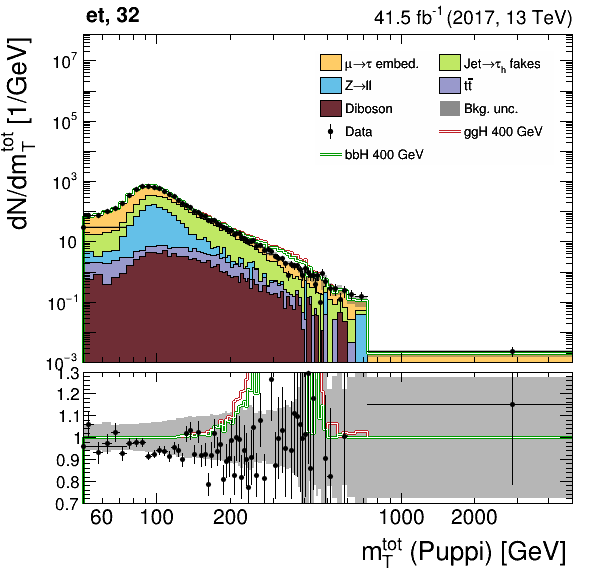 et, 32
41.5 fb⁻¹ (2017, 13 TeV)
dN/dm_T^tot [1/GeV]
10⁷
10⁵
10³
10
10⁻¹
10⁻³
μ→τ embed.
Jet→τ_h fakes
Z→ll
tt̅
Diboson
Bkg. unc.
Data
ggH 400 GeV
bbH 400 GeV
1.3
1.2
1.1
1
0.9
0.8
0.7
60 100 200 1000 2000
m_T^tot (Puppi) [GeV]